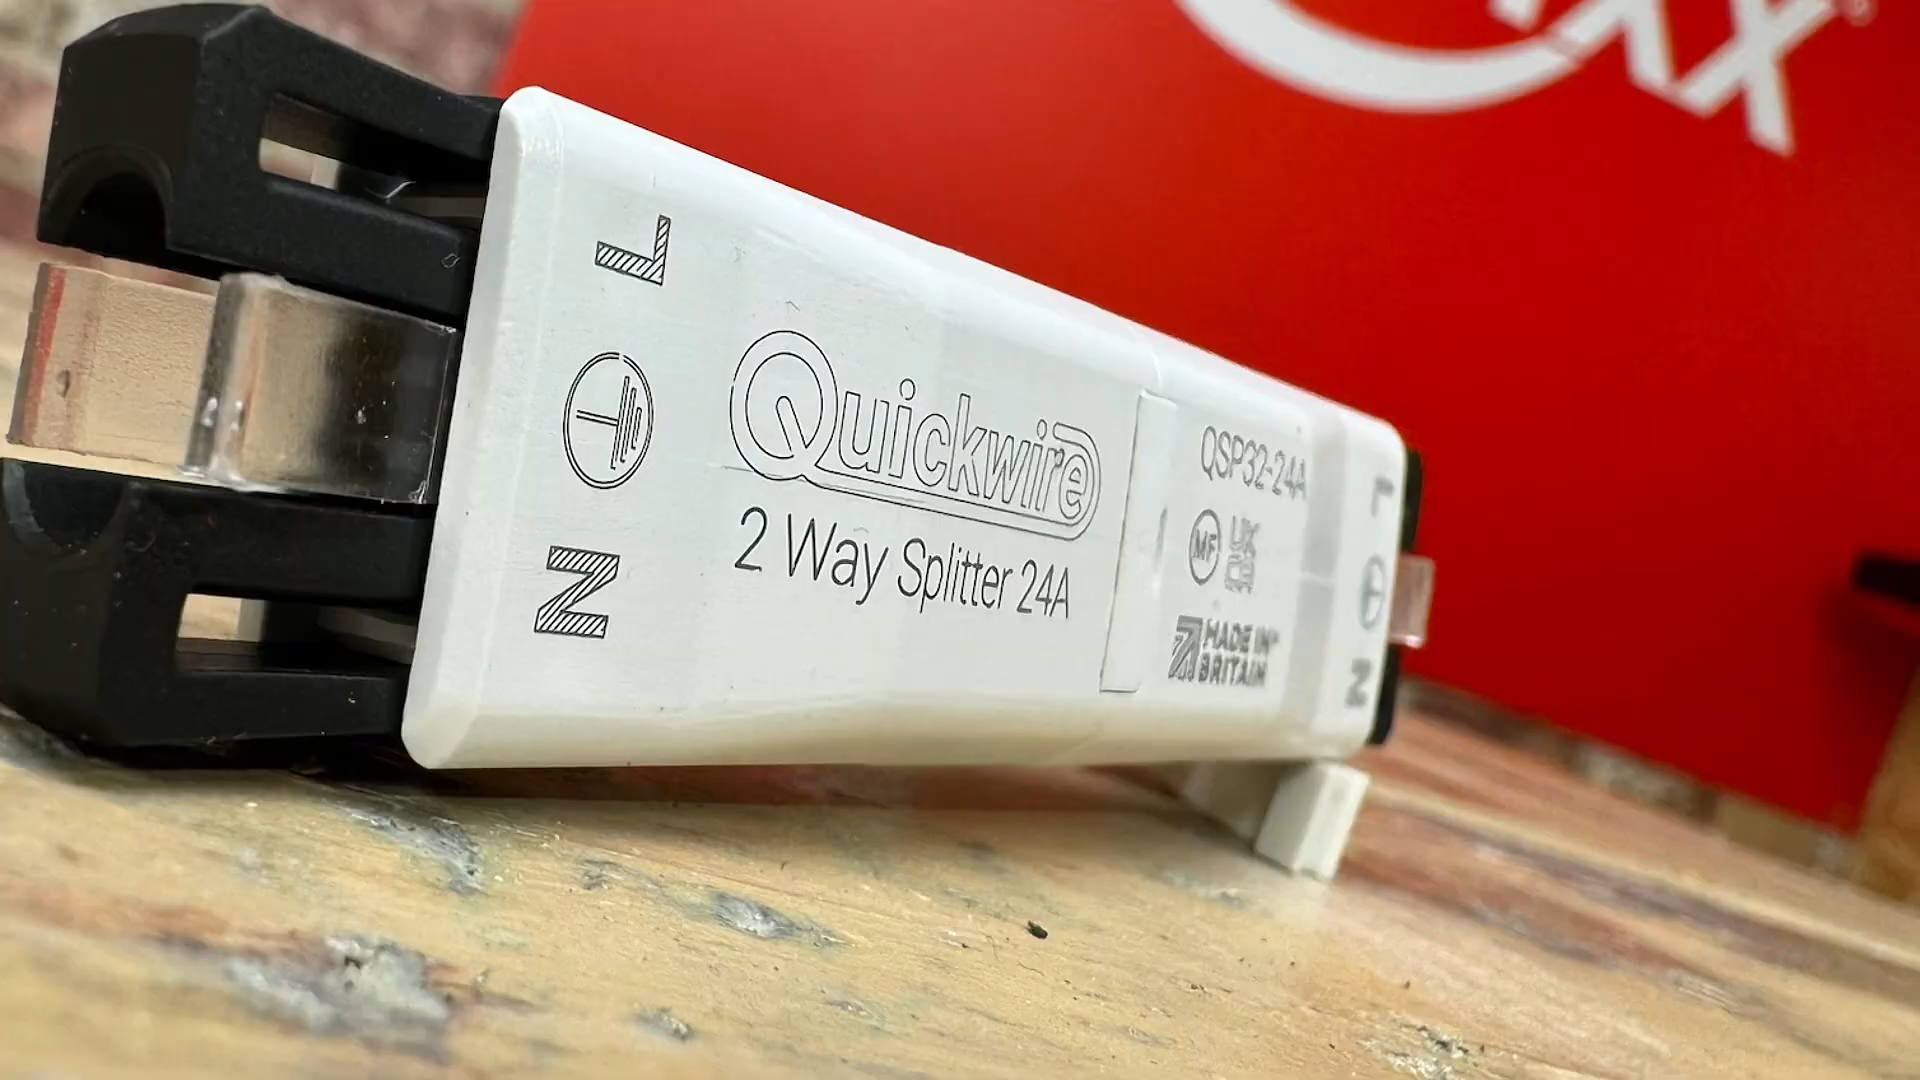 L
N
Quickwire
2 Way Splitter 24A
QSP32-24A
MF
UK
CA
MADE IN
BRITAIN
L
N